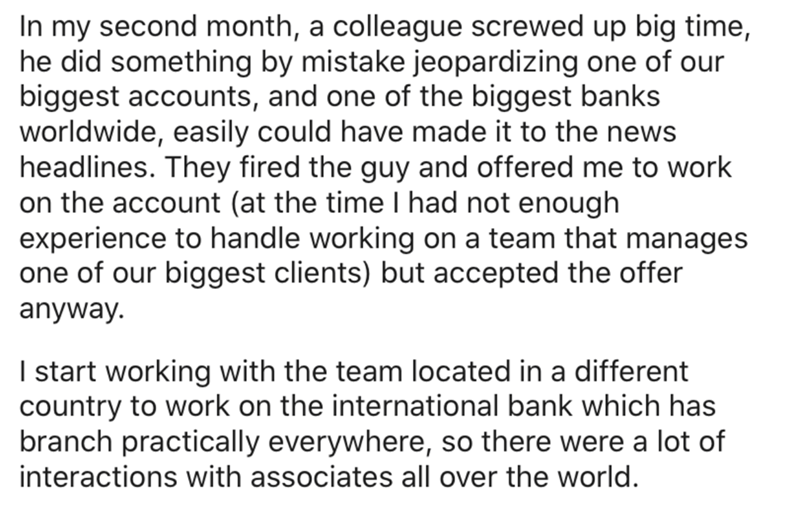 In my second month, a colleague screwed up big time,
he did something by mistake jeopardizing one of our
biggest accounts, and one of the biggest banks
worldwide, easily could have made it to the news
headlines. They fired the guy and offered me to work
on the account (at the time I had not enough
experience to handle working on a team that manages
one of our biggest clients) but accepted the offer
anyway.
I start working with the team located in a different
country to work on the international bank which has
branch practically everywhere, so there were a lot of
interactions with associates all over the world.